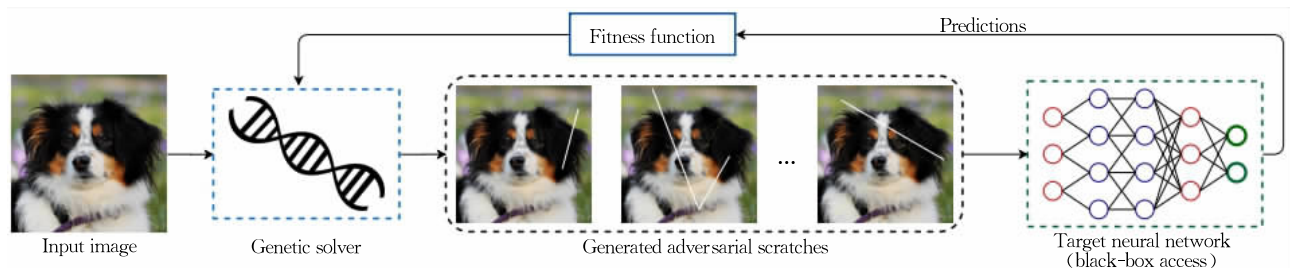 Fitness function
Predictions
...
Input image
Genetic solver
Generated adversarial scratches
Target neural network
(black-box access)